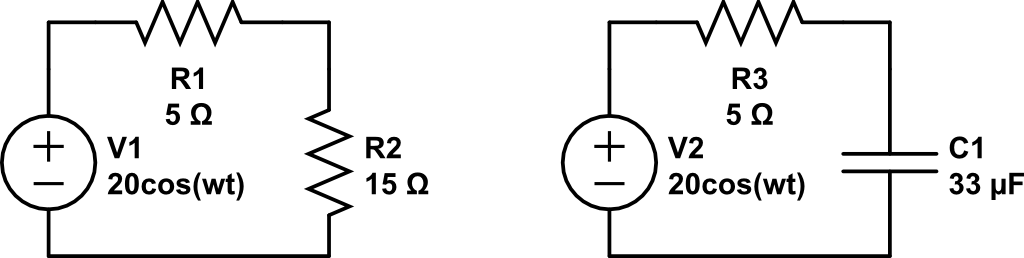 R1
5 Ω
V1
20cos(wt)
R2
15 Ω
R3
5 Ω
V2
20cos(wt)
C1
33 µF